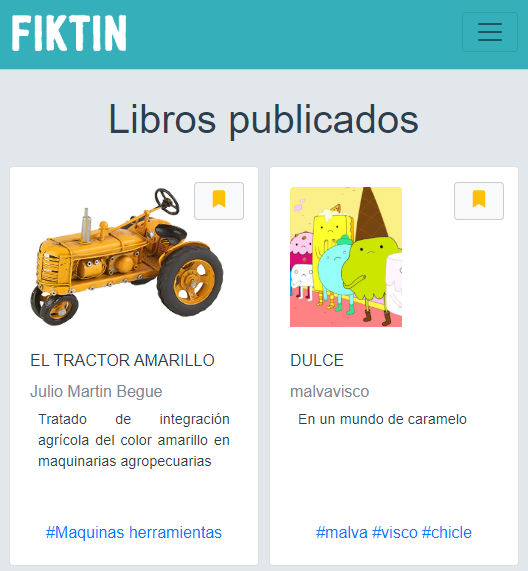 FIKTIN
Libros publicados
EL TRACTOR AMARILLO
Julio Martin Begue
Tratado de integración
agrícola del color amarillo en
maquinarias agropecuarias
#Maquinas herramientas
DULCE
malvavisco
En un mundo de caramelo
#malva #visco #chicle